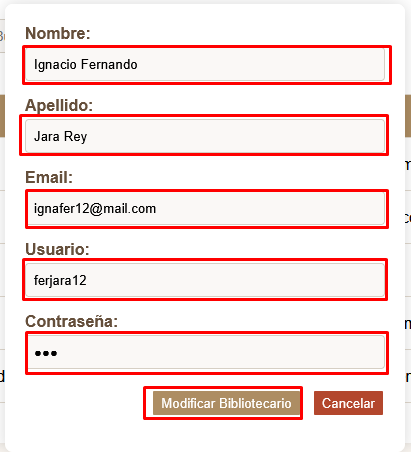 Nombre:
Ignacio Fernando
Apellido:
Jara Rey
Email:
ignafer12@mail.com
Usuario:
ferjara12
Contraseña:
•••
Modificar Bibliotecario Cancelar